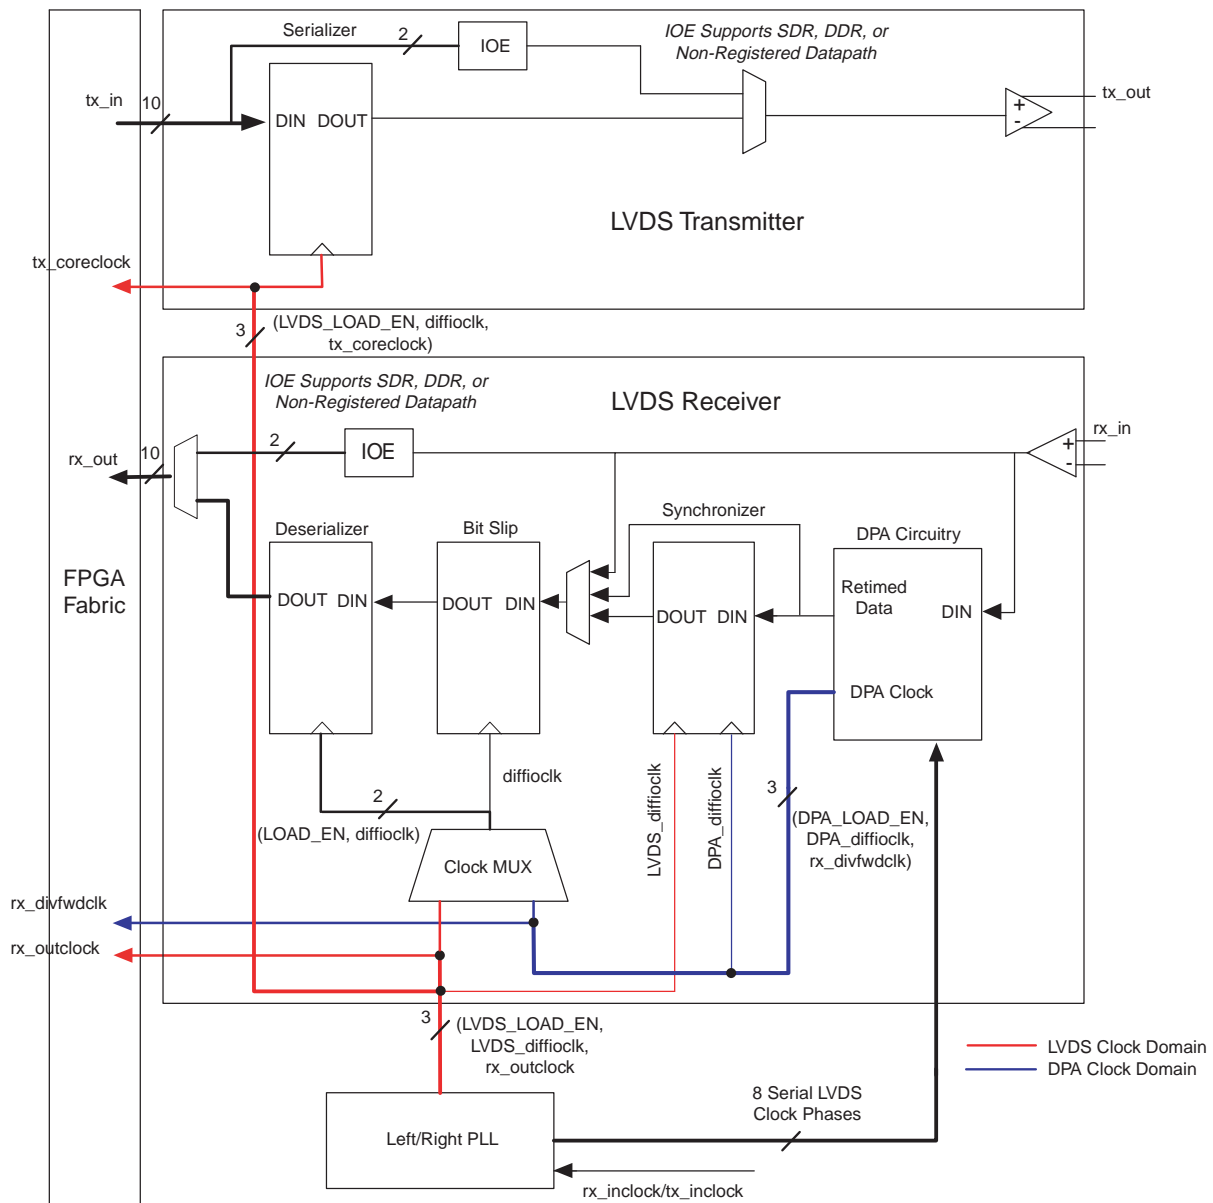 Serializer
2
IOE
IOE Supports SDR, DDR, or
Non-Registered Datapath
tx_in
10
DIN DOUT
+
-
tx_out
LVDS Transmitter
tx_coreclock
3
(LVDS_LOAD_EN, diffioclk,
tx_coreclock)
IOE Supports SDR, DDR, or
Non-Registered Datapath
LVDS Receiver
rx_in
+
-
2
IOE
10
rx_out
Deserializer
Bit Slip
Synchronizer
DPA Circuitry
FPGA
Fabric
DOUT DIN
DOUT DIN
DOUT DIN
Retimed
Data
DIN
DPA Clock
diffioclk
LVDS_diffioclk
DPA_diffioclk
2
(LOAD_EN, diffioclk)
3
(DPA_LOAD_EN,
DPA_diffioclk,
rx_divfwdclk)
Clock MUX
rx_divfwdclk
rx_outclock
3
(LVDS_LOAD_EN,
LVDS_diffioclk,
rx_outclock
LVDS Clock Domain
DPA Clock Domain
8 Serial LVDS
Clock Phases
Left/Right PLL
rx_inclock/tx_inclock